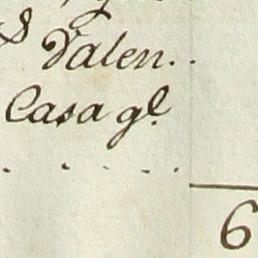 Valen..
Casa gl.
. . . . .
6